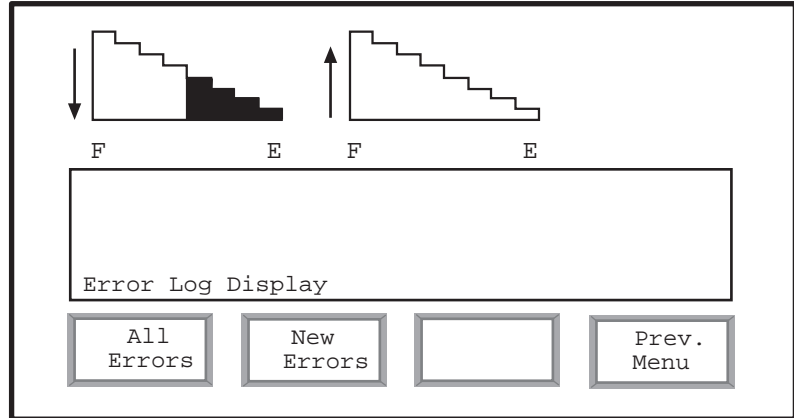 F E F E
Error Log Display
All
Errors
New
Errors
Prev.
Menu